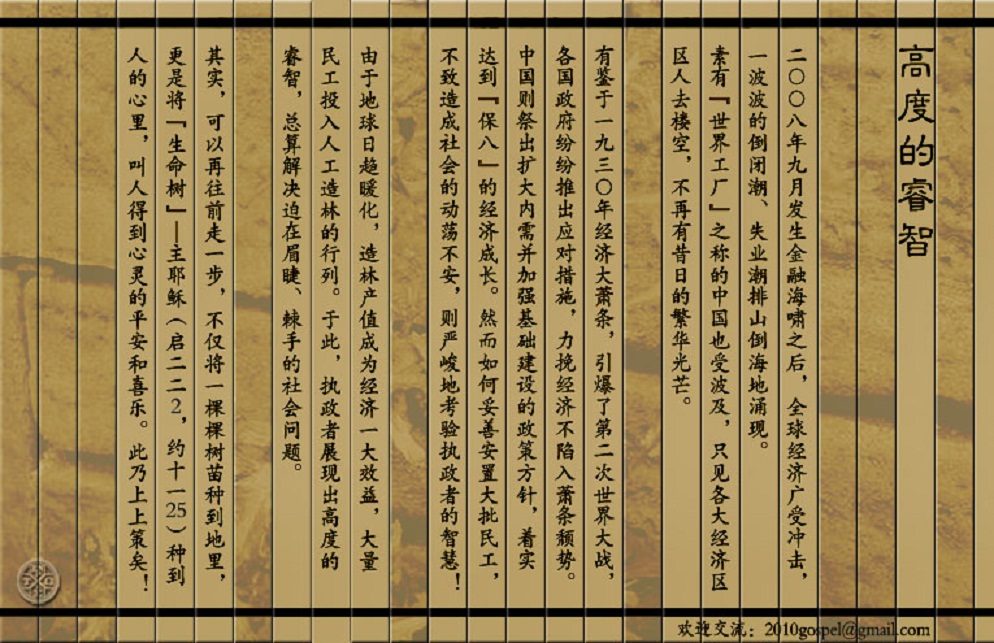 高度的睿智
二〇〇八年九月发生金融海啸之后，全球经济广受冲击，
一波波的倒闭潮、失业潮排山倒海地涌现。
素有『世界工厂』之称的中国也受波及，只见各大经济区
区人去楼空，不再有昔日的繁华光芒。
有鉴于一九三〇年经济大萧条，引爆了第二次世界大战，
各国政府纷纷推出应对措施，力挽经济不陷入萧条颓势。
中国则祭出扩大内需并加强基础建设的政策方针，着实
达到『保八』的经济成长。然而如何妥善安置大批民工，
不致造成社会的动荡不安，则严峻地考验执政者的智慧！
由于地球日趋暖化，造林产值成为经济一大效益，大量
民工投入人工造林的行列。于此，执政者展现出高度的
睿智，总算解决迫在眉睫、棘手的社会问题。
其实，可以再往前走一步，不仅将一棵棵树苗种到地里，
更是将『生命树』——主耶稣（启二二2，约十一25）种到
人的心里，叫人得到心灵的平安和喜乐。此乃上上策矣！
欢迎交流：2010gospel@gmail.com